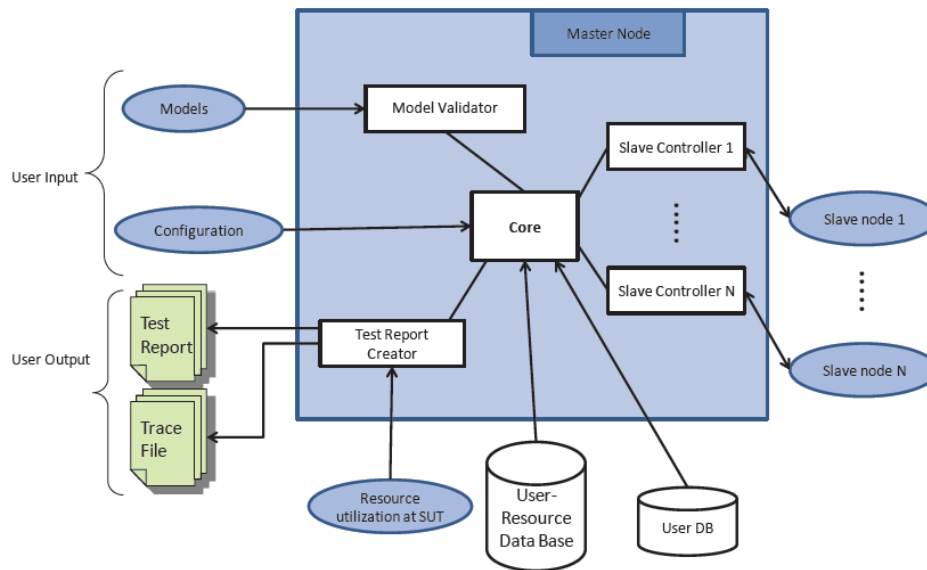 Master Node
Models
Model Validator
Slave Controller 1
User Input
Slave node 1
Configuration
Core
Slave Controller N
Test
Report
Test Report
Creator
User Output
Slave node N
Trace
File
Resource
utilization at SUT
User-
Resource
Data Base
User DB